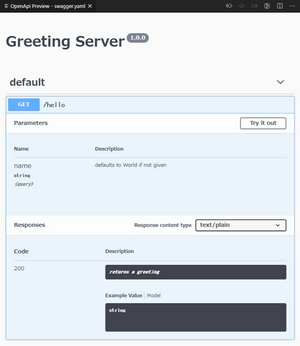 OpenApi Preview - swagger.yaml
Greeting Server 1.0.0
default
GET /hello
Parameters Try it out
Name Description
name defaults to World if not given
string
(query)
Responses Response content type text/plain
Code Description
200 returns a greeting
Example Value Model
string